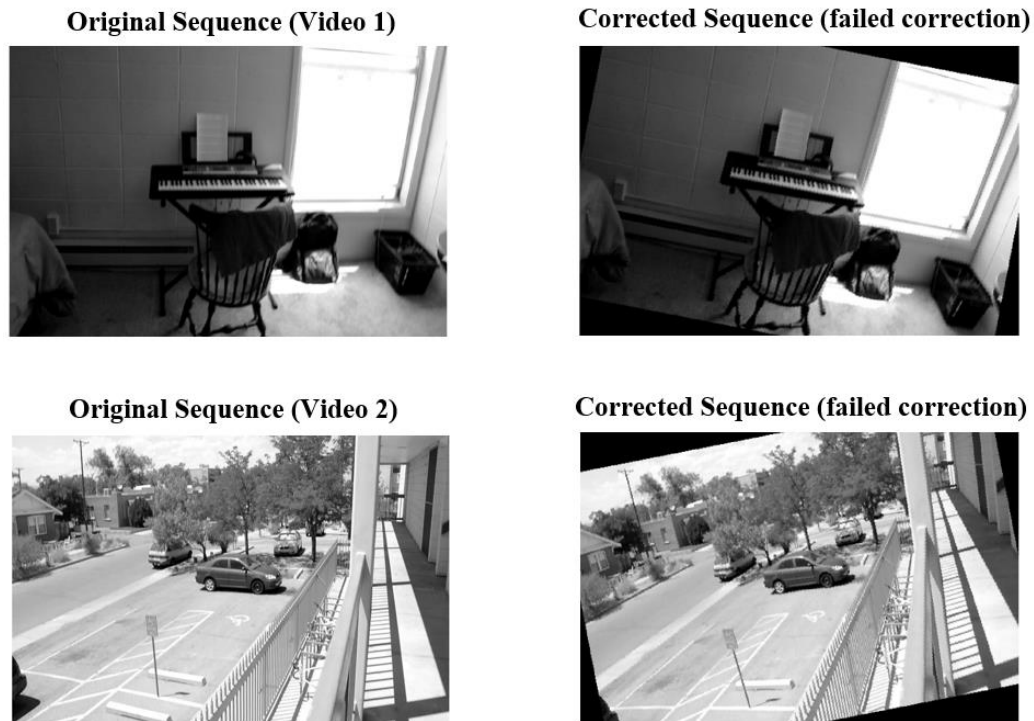 Original Sequence (Video 1)
Corrected Sequence (failed correction)
Original Sequence (Video 2)
Corrected Sequence (failed correction)